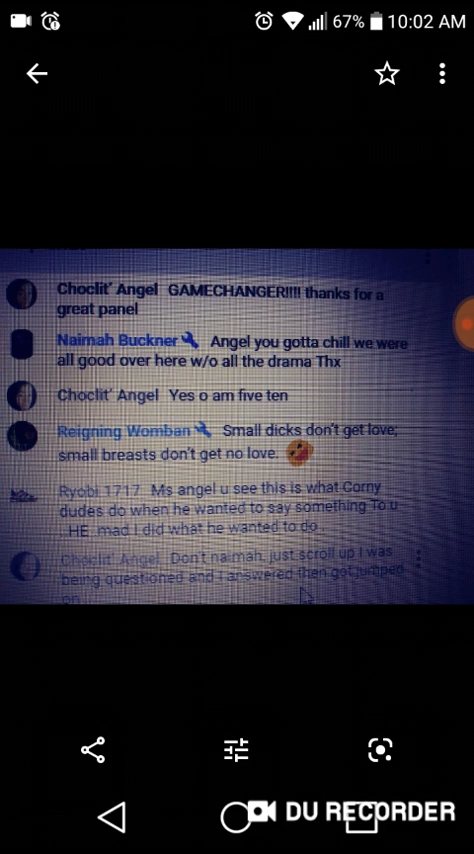 67% 10:02 AM
Choclit' Angel GAMECHANGER!!!! thanks for a
great panel
Naimah Buckner Angel you gotta chill we were
all good over here w/o all the drama Thx
Choclit' Angel Yes o am five ten
Reigning Womban Small dicks don't get love;
small breasts don't get no love. 🤣
Ryobi 1717 Ms angel u see this is what Corny
dudes do when he wanted to say something To u
HE mad I did what he wanted to do
Choclit' Angel Don't naimah, just scroll up I was
being questioned and I answered then got jumped
on
DU RECORDER